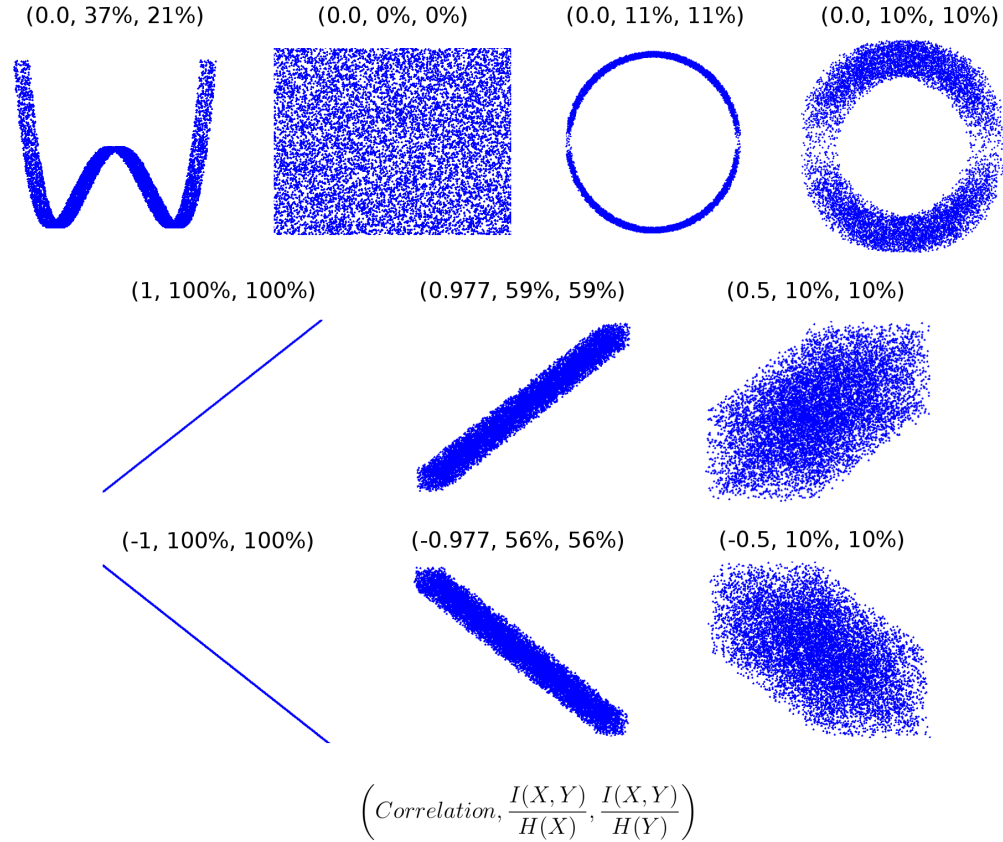 (0.0, 37%, 21%) (0.0, 0%, 0%) (0.0, 11%, 11%) (0.0, 10%, 10%)
(1, 100%, 100%) (0.977, 59%, 59%) (0.5, 10%, 10%)
(-1, 100%, 100%) (-0.977, 56%, 56%) (-0.5, 10%, 10%)
(Correlation, I(X,Y)/H(X), I(X,Y)/H(Y))